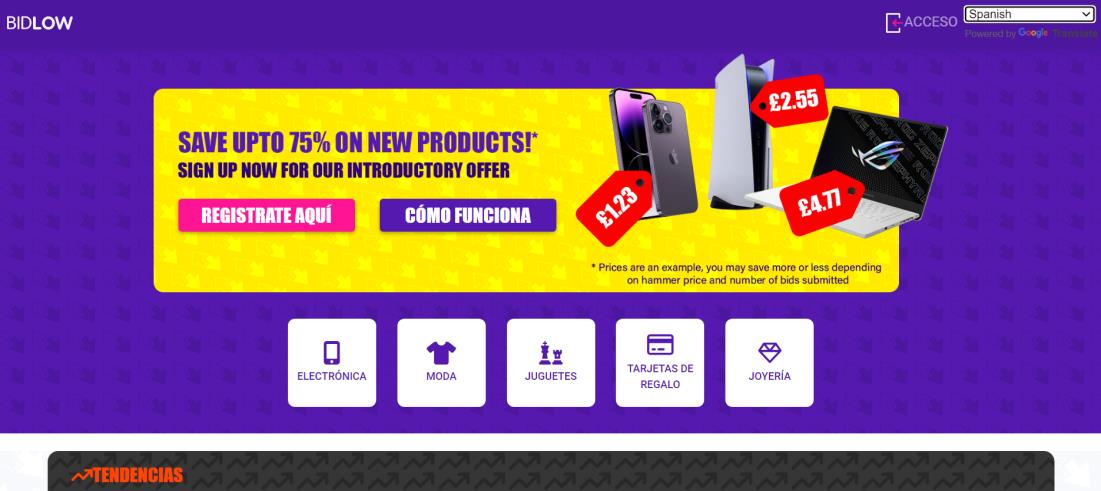 BIDLOW
ACCESO
Spanish
Powered by Google Translate
SAVE UPTO 75% ON NEW PRODUCTS!*
SIGN UP NOW FOR OUR INTRODUCTORY OFFER
REGISTRATE AQUÍ
CÓMO FUNCIONA
£1.23
£2.55
£4.77
* Prices are an example, you may save more or less depending
on hammer price and number of bids submitted
ELECTRÓNICA
MODA
JUGUETES
TARJETAS DE
REGALO
JOYERÍA
TENDENCIAS